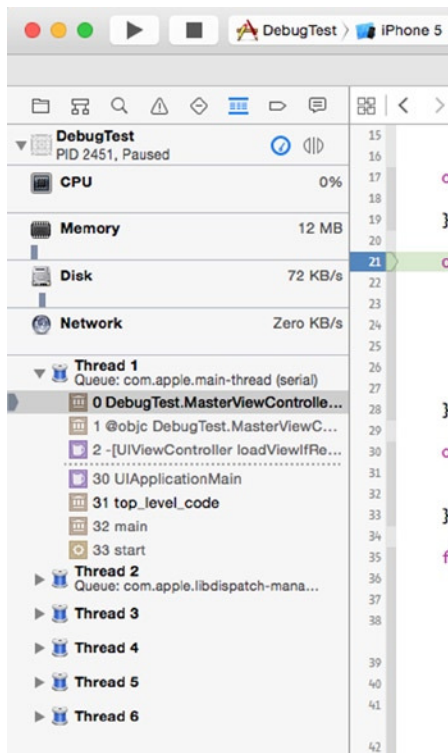 DebugTest iPhone 5
DebugTest
PID 2451, Paused
CPU 0%
Memory 12 MB
Disk 72 KB/s
Network Zero KB/s
Thread 1
Queue: com.apple.main-thread (serial)
0 DebugTest.MasterViewControlle...
1 @objc DebugTest.MasterViewC...
2 -[UIViewController loadViewIfRe...
30 UIApplicationMain
31 top_level_code
32 main
33 start
Thread 2
Queue: com.apple.libdispatch-mana...
Thread 3
Thread 4
Thread 5
Thread 6
15
16
17
18
19 }
20
21
22
23
24
25
26
27
28 }
29
30
31
32
33 }
34
35 f
36
37
38
39
40
41
42